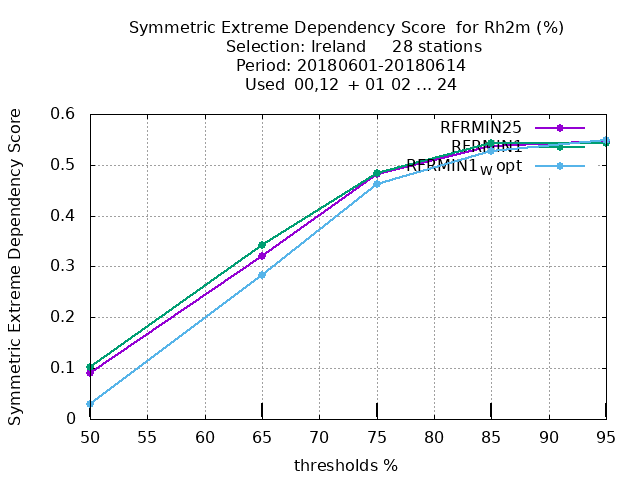 Symmetric Extreme Dependency Score for Rh2m (%)
Selection: Ireland 28 stations
Period: 20180601-20180614
Used 00,12 + 01 02 ... 24
Symmetric Extreme Dependency Score
0.6
0.5
0.4
0.3
0.2
0.1
0
RFRMIN25
RFRMIN1
RFRMIN1W opt
50 55 60 65 70 75 80 85 90 95
thresholds %